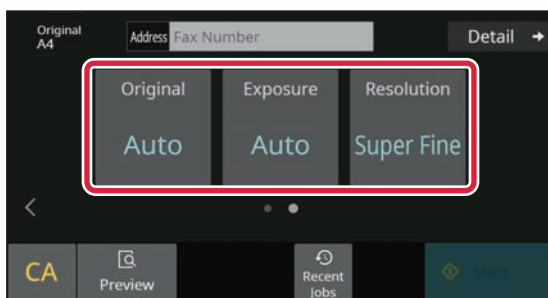 Original
A4
Address Fax Number
Detail
Original Exposure Resolution
Auto Auto Super Fine
CA
Preview
Recent
Jobs
Start